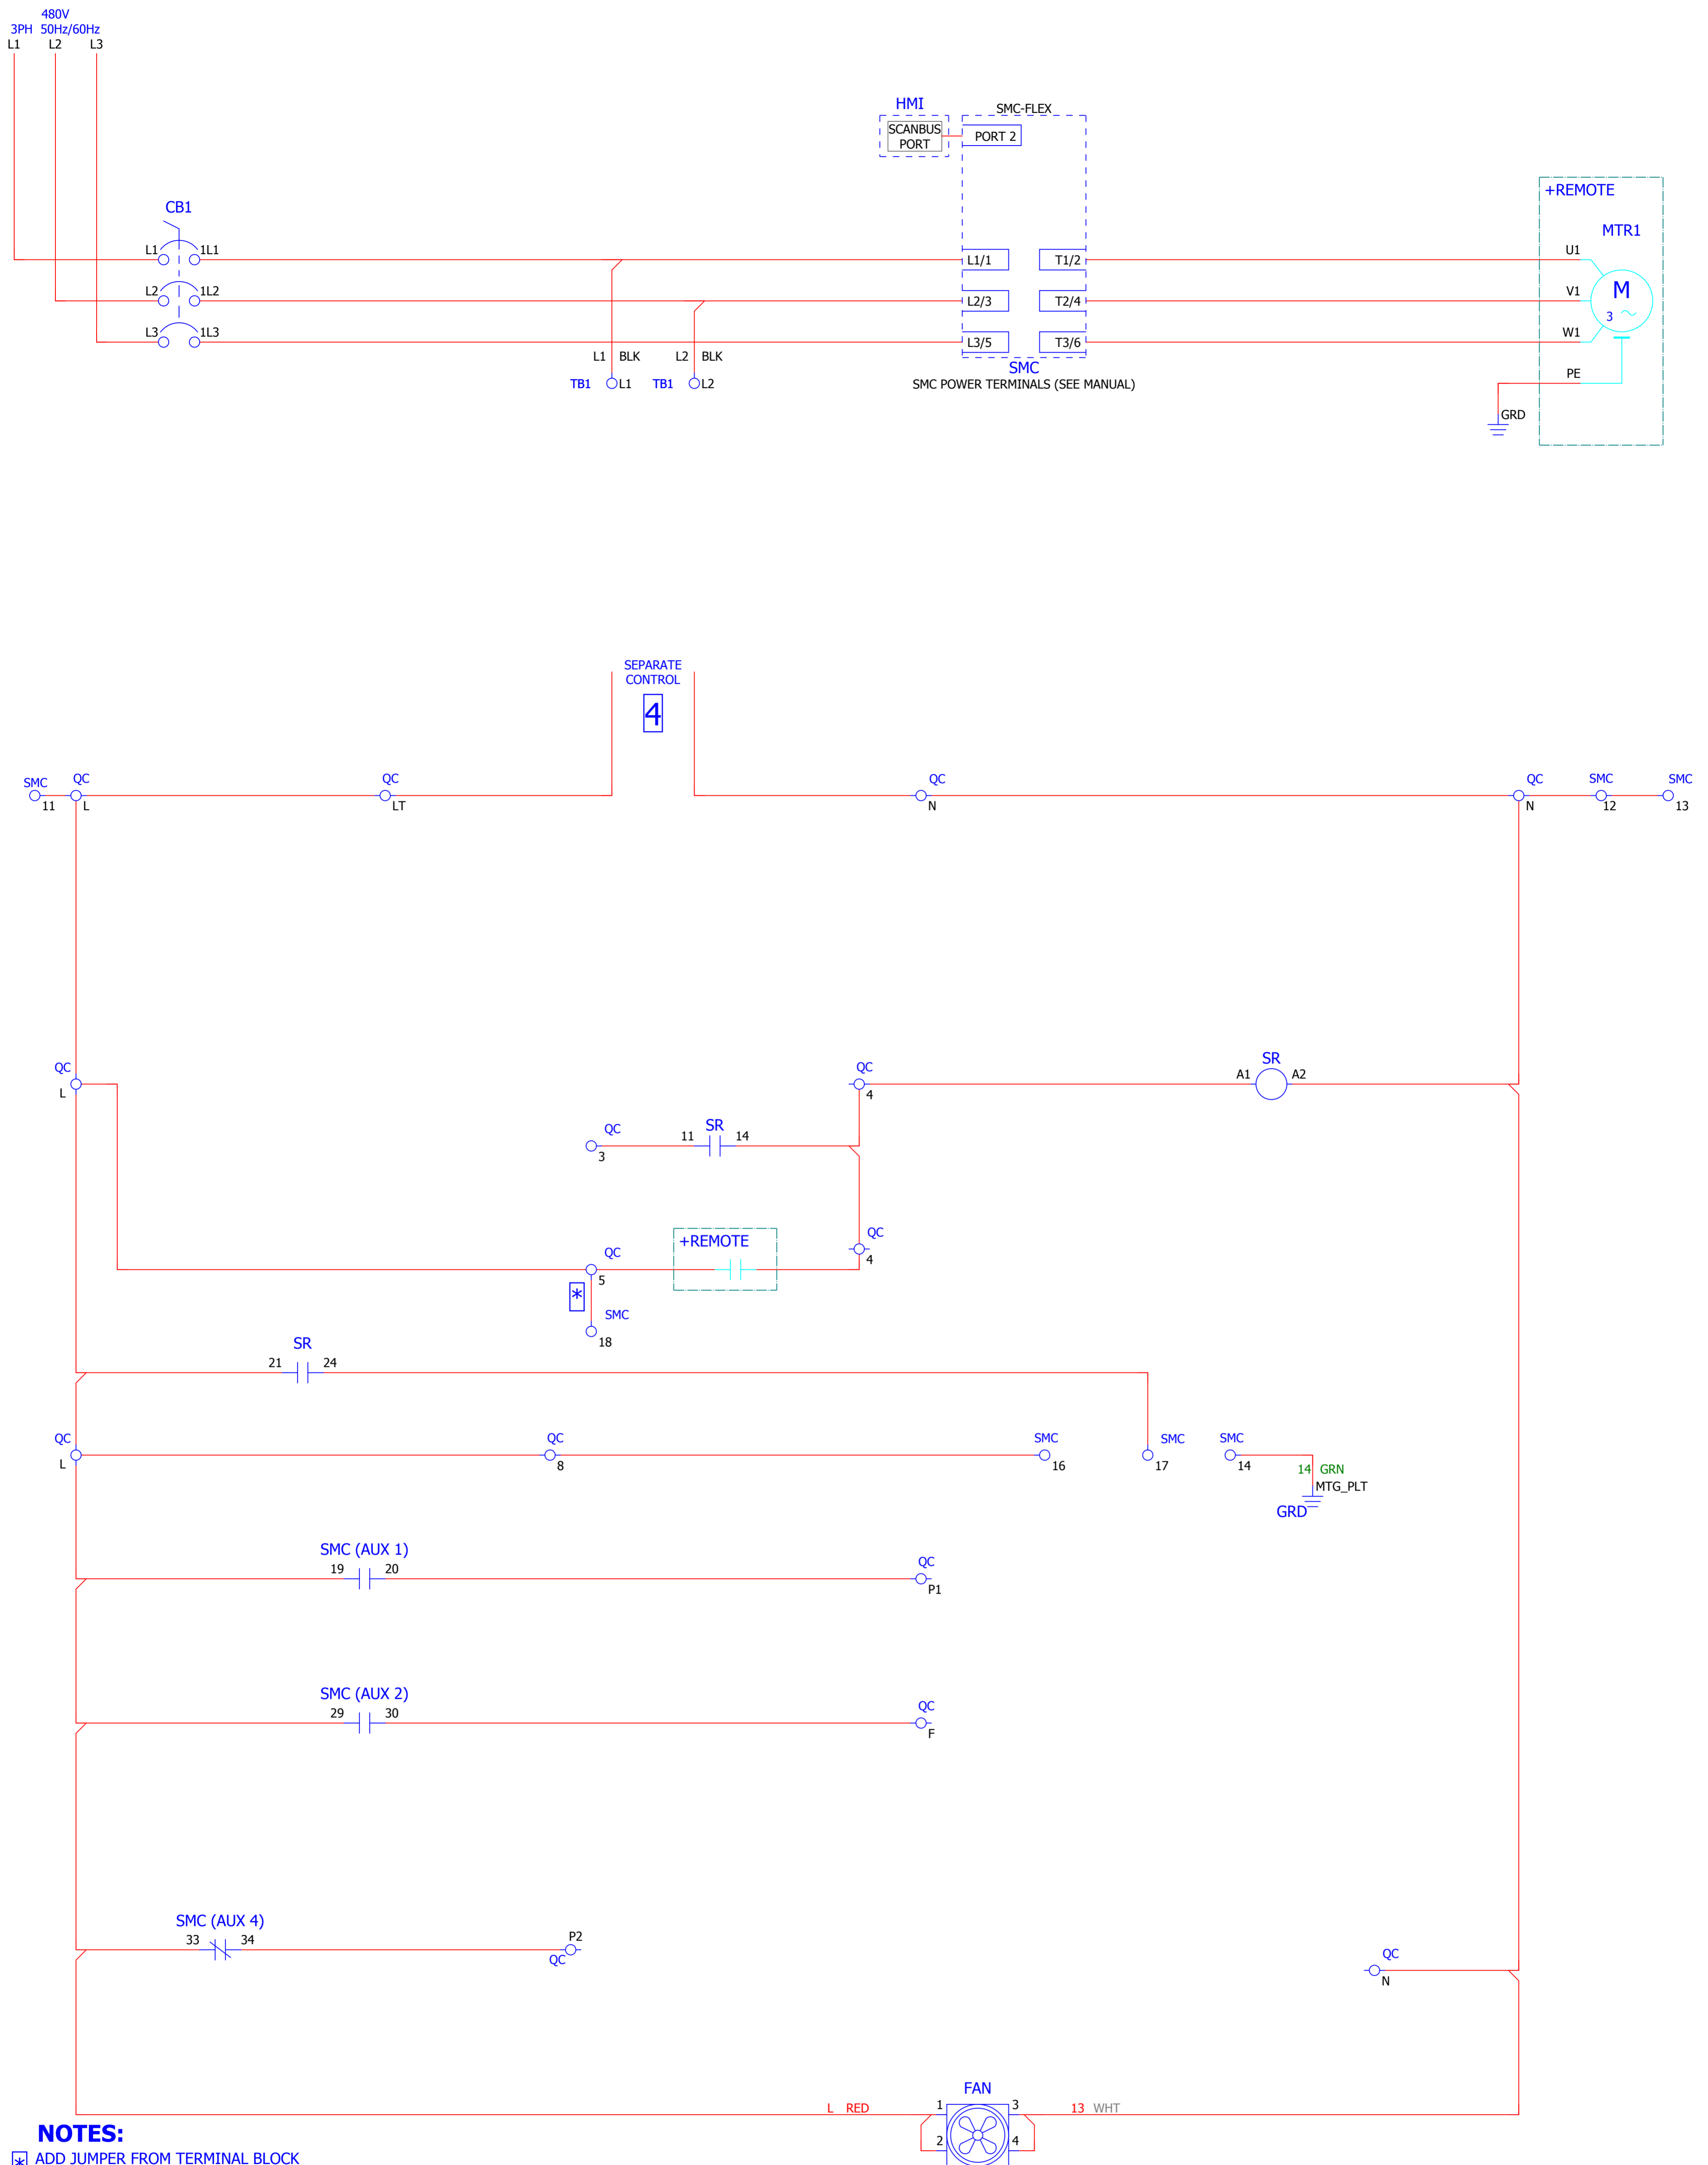 480V
3PH 50Hz/60Hz
L1 L2 L3
HMI
SMC-FLEX
SCANBUS
PORT
PORT 2
+REMOTE
CB1
MTR1
L1 1L1
L1/1 T1/2
U1
L2 1L2
L2/3 T2/4
V1
M
3
L3 1L3
L3/5 T3/6
W1
L1 BLK L2 BLK
SMC
PE
TB1 L1 TB1 L2
SMC POWER TERMINALS (SEE MANUAL)
GRD
SEPARATE
CONTROL
4
SMC QC QC QC QC SMC SMC
11 L LT N N 12 13
QC QC SR
L 4 A1 A2
QC SR
3 11 14
QC
4
+REMOTE
QC
5
*
SMC
18
SR
21 24
QC QC SMC SMC SMC
L 8 16 17 14
14 GRN
MTG_PLT
GRD
SMC (AUX 1)
19 20
QC
P1
SMC (AUX 2)
29 30
QC
F
SMC (AUX 4)
33 34
P2
QC
QC
N
FAN
L RED 1 3 13 WHT
2 4
NOTES:
* ADD JUMPER FROM TERMINAL BLOCK